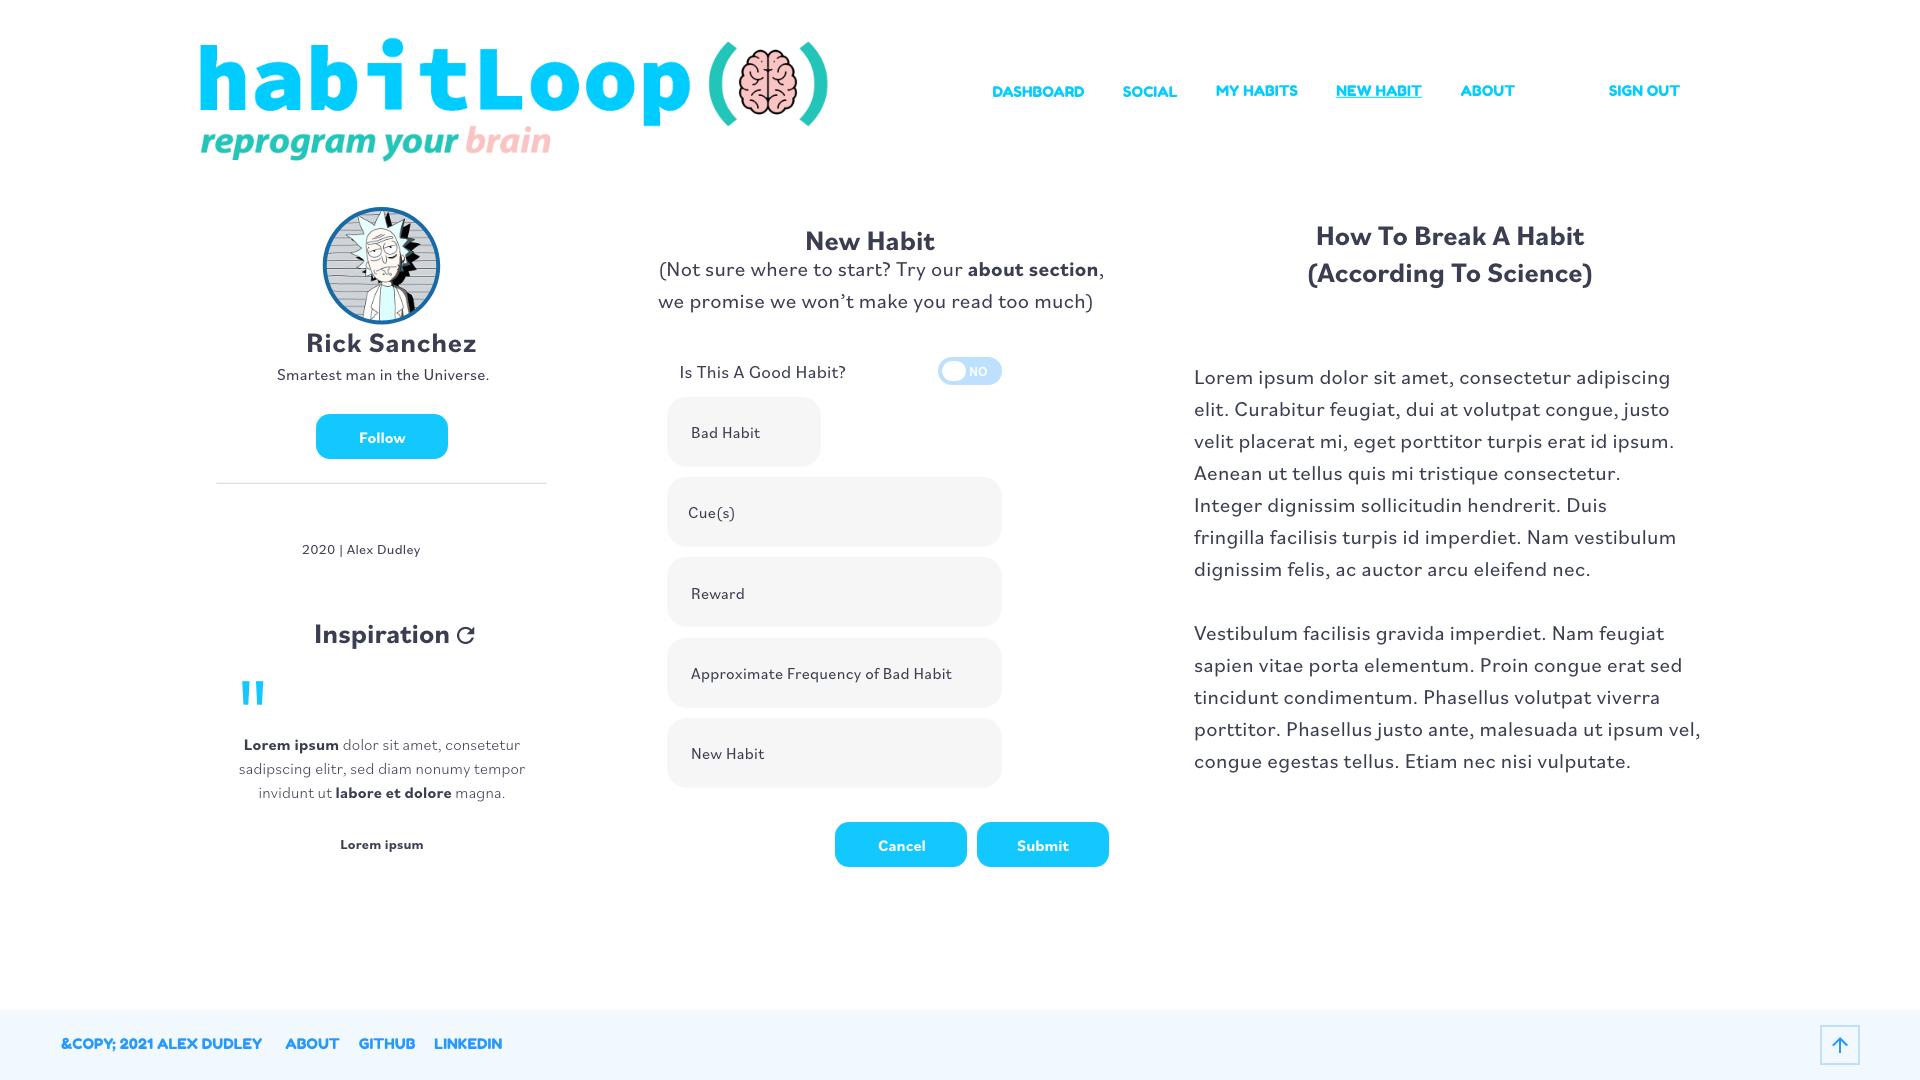 habitLoop( )
reprogram your brain
DASHBOARD SOCIAL MY HABITS NEW HABIT ABOUT SIGN OUT
Rick Sanchez
Smartest man in the Universe.
Follow
2020 | Alex Dudley
Inspiration
"
Lorem ipsum dolor sit amet, consetetur
sadipscing elitr, sed diam nonumy tempor
invidunt ut labore et dolore magna.
Lorem ipsum
New Habit
(Not sure where to start? Try our about section,
we promise we won’t make you read too much)
Is This A Good Habit? NO
Bad Habit
Cue(s)
Reward
Approximate Frequency of Bad Habit
New Habit
Cancel Submit
How To Break A Habit
(According To Science)
Lorem ipsum dolor sit amet, consectetur adipiscing
elit. Curabitur feugiat, dui at volutpat congue, justo
velit placerat mi, eget porttitor turpis erat id ipsum.
Aenean ut tellus quis mi tristique consectetur.
Integer dignissim sollicitudin hendrerit. Duis
fringilla facilisis turpis id imperdiet. Nam vestibulum
dignissim felis, ac auctor arcu eleifend nec.
Vestibulum facilisis gravida imperdiet. Nam feugiat
sapien vitae porta elementum. Proin congue erat sed
tincidunt condimentum. Phasellus volutpat viverra
porttitor. Phasellus justo ante, malesuada ut ipsum vel,
congue egestas tellus. Etiam nec nisi vulputate.
&COPY; 2021 ALEX DUDLEY ABOUT GITHUB LINKEDIN